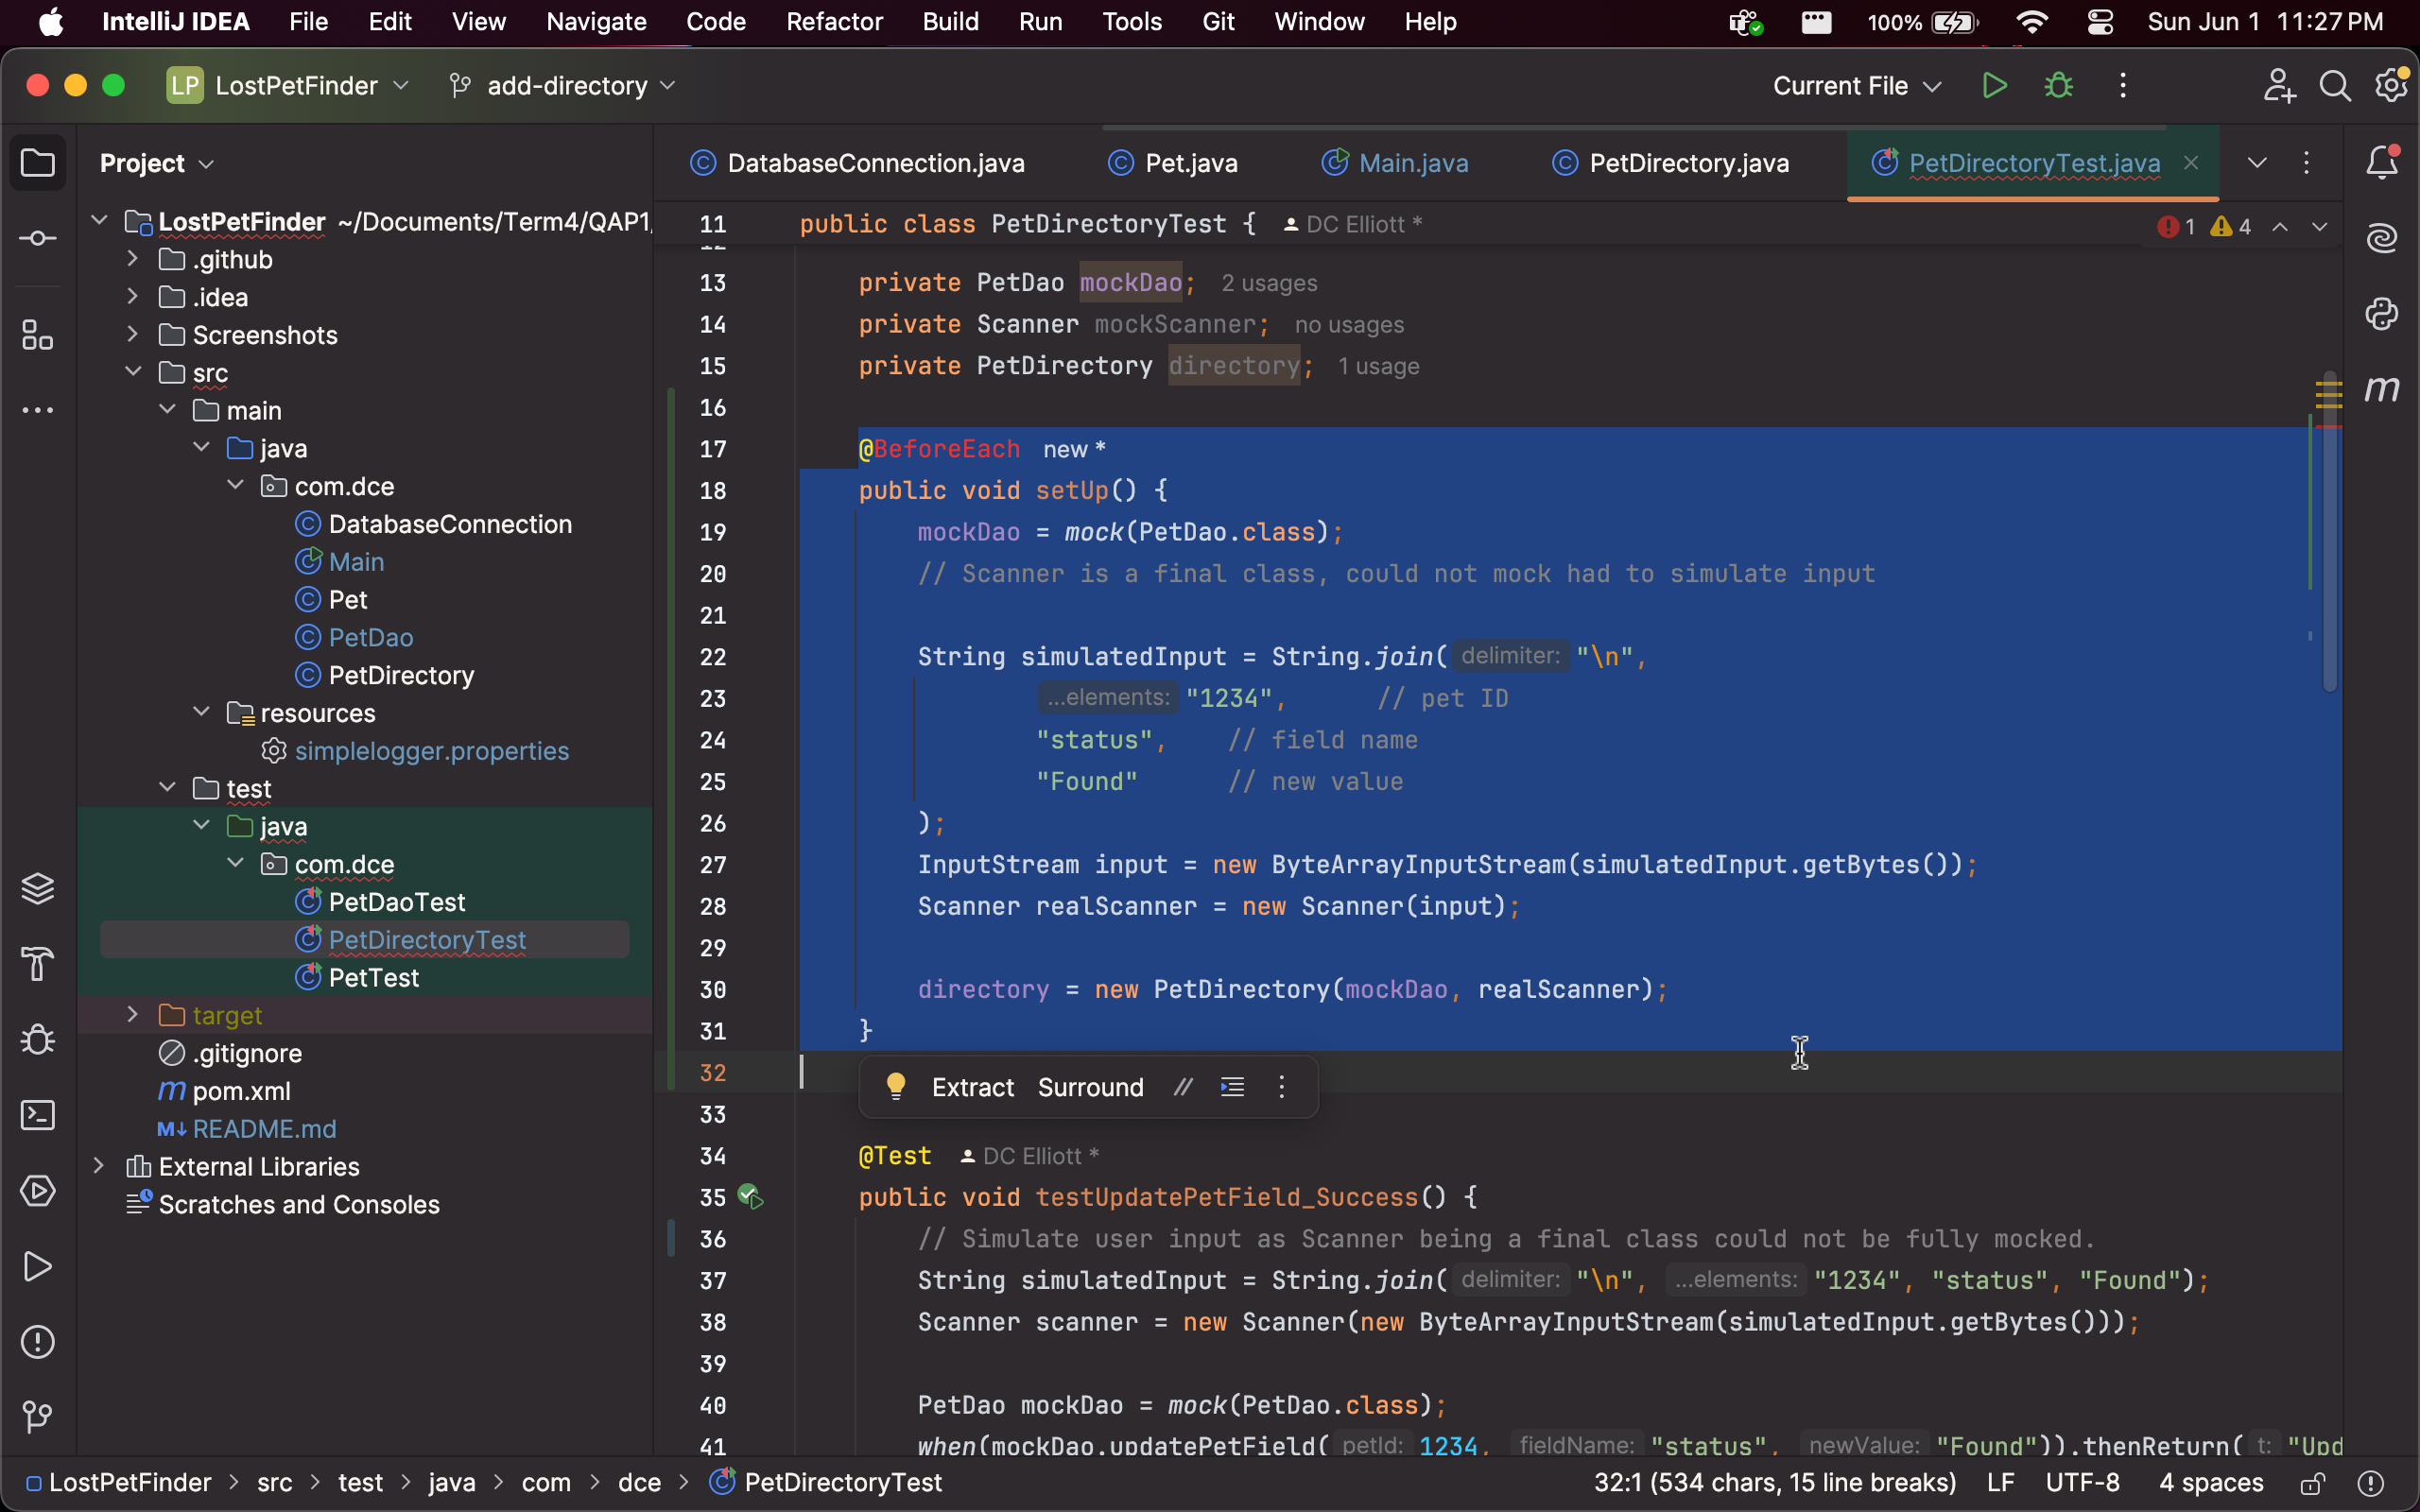 IntelliJ IDEA File Edit View Navigate Code Refactor Build Run Tools Git Window Help 100% Sun Jun 1 11:27 PM
LP LostPetFinder add-directory Current File
Project
DatabaseConnection.java Pet.java Main.java PetDirectory.java PetDirectoryTest.java
LostPetFinder ~/Documents/Term4/QAP1/
.github
.idea
Screenshots
src
main
java
com.dce
DatabaseConnection
Main
Pet
PetDao
PetDirectory
resources
simplelogger.properties
test
java
com.dce
PetDaoTest
PetDirectoryTest
PetTest
target
.gitignore
m pom.xml
M↓ README.md
External Libraries
Scratches and Consoles
11 public class PetDirectoryTest { DC Elliott * 1 4
12
13 private PetDao mockDao; 2 usages
14 private Scanner mockScanner; no usages
15 private PetDirectory directory; 1 usage
16
17 @BeforeEach new *
18 public void setUp() {
19 mockDao = mock(PetDao.class);
20 // Scanner is a final class, could not mock had to simulate input
21
22 String simulatedInput = String.join( delimiter: "\n",
23 ...elements: "1234", // pet ID
24 "status", // field name
25 "Found" // new value
26 );
27 InputStream input = new ByteArrayInputStream(simulatedInput.getBytes());
28 Scanner realScanner = new Scanner(input);
29
30 directory = new PetDirectory(mockDao, realScanner);
31 }
32
Extract Surround //
33
34 @Test DC Elliott *
35 public void testUpdatePetField_Success() {
36 // Simulate user input as Scanner being a final class could not be fully mocked.
37 String simulatedInput = String.join( delimiter: "\n", ...elements: "1234", "status", "Found");
38 Scanner scanner = new Scanner(new ByteArrayInputStream(simulatedInput.getBytes()));
39
40 PetDao mockDao = mock(PetDao.class);
41 when(mockDao.updatePetField( petId: 1234, fieldName: "status", newValue: "Found")).thenReturn( t: "Upd
m
LostPetFinder > src > test > java > com > dce > PetDirectoryTest 32:1 (534 chars, 15 line breaks) LF UTF-8 4 spaces